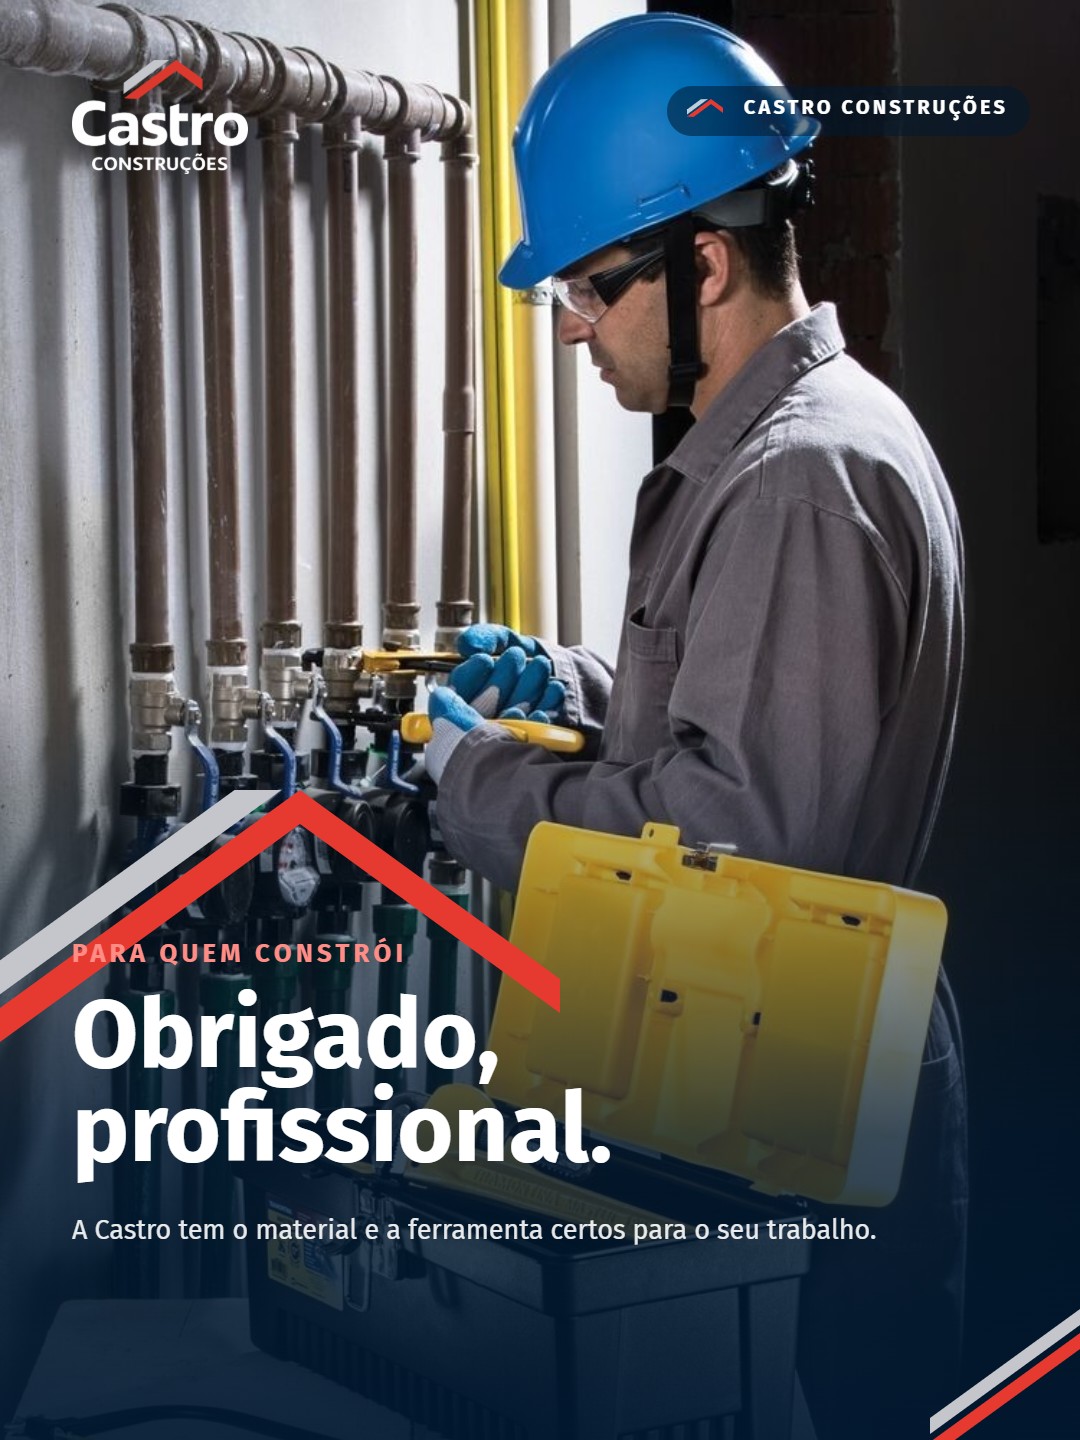 Castro
CONSTRUÇÕES
CASTRO CONSTRUÇÕES
PARA QUEM CONSTRÓI
Obrigado,
profissional.
A Castro tem o material e a ferramenta certos para o seu trabalho.